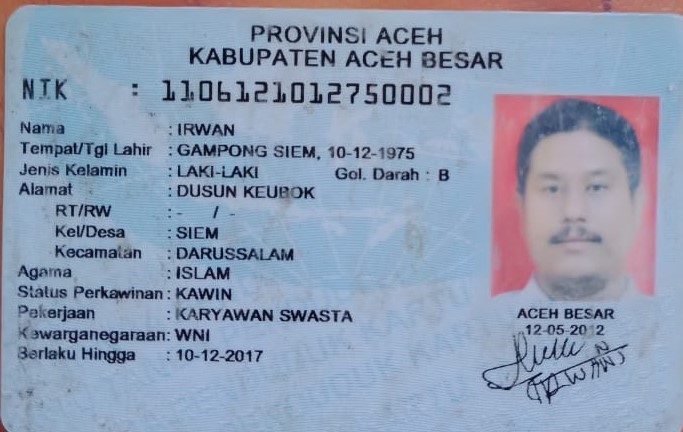 PROVINSI ACEH
KABUPATEN ACEH BESAR
NIK : 1106121012750002
Nama : IRWAN
Tempat/Tgl Lahir : GAMPONG SIEM, 10-12-1975
Jenis Kelamin : LAKI-LAKI Gol. Darah : B
Alamat : DUSUN KEUBOK
RT/RW : - / -
Kel/Desa : SIEM
Kecamatan : DARUSSALAM
Agama : ISLAM
Status Perkawinan : KAWIN
Pekerjaan : KARYAWAN SWASTA
Kewarganegaraan: WNI
Berlaku Hingga : 10-12-2017
ACEH BESAR
12-05-2012